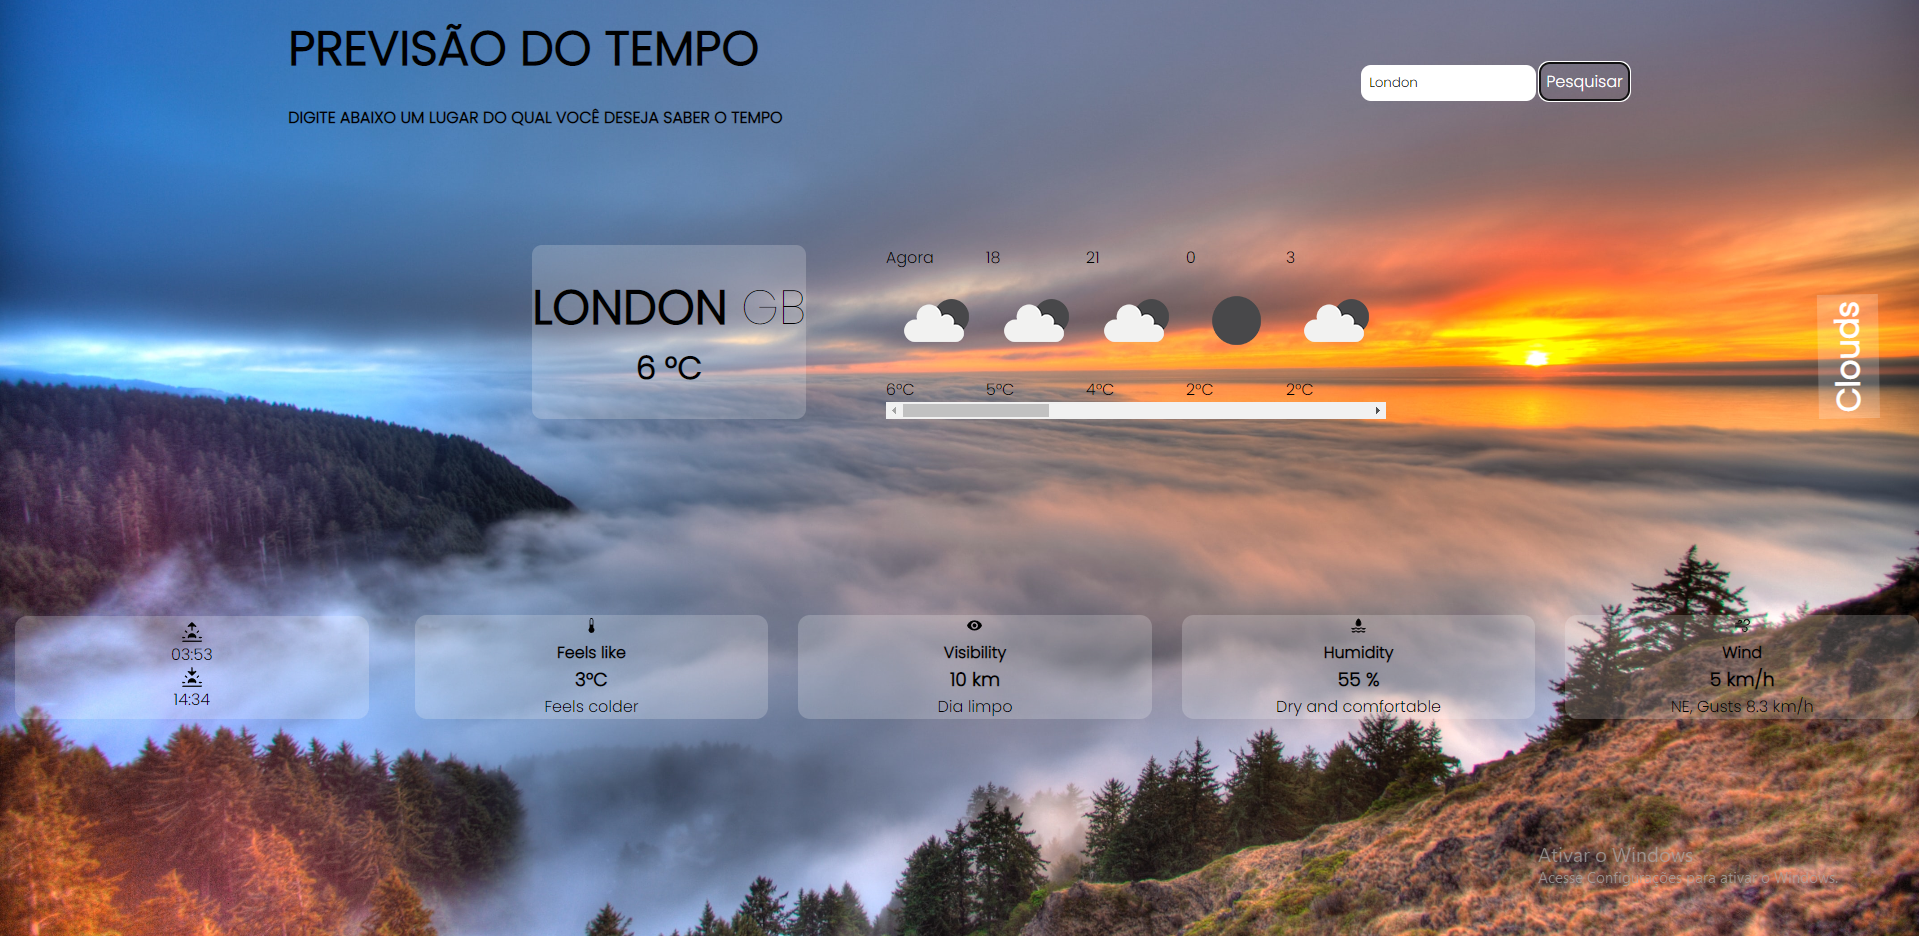 PREVISÃO DO TEMPO
London
Pesquisar
DIGITE ABAIXO UM LUGAR DO QUAL VOCÊ DESEJA SABER O TEMPO
LONDON GB
6 °C
Agora 18 21 0 3
6°C 5°C 4°C 2°C 2°C
Clouds
03:53
14:34
Feels like
3°C
Feels colder
Visibility
10 km
Dia limpo
Humidity
55 %
Dry and comfortable
Wind
5 km/h
NE, Gusts 8.3 km/h
Ativar o Windows
Acesse Configurações para ativar o Windows.